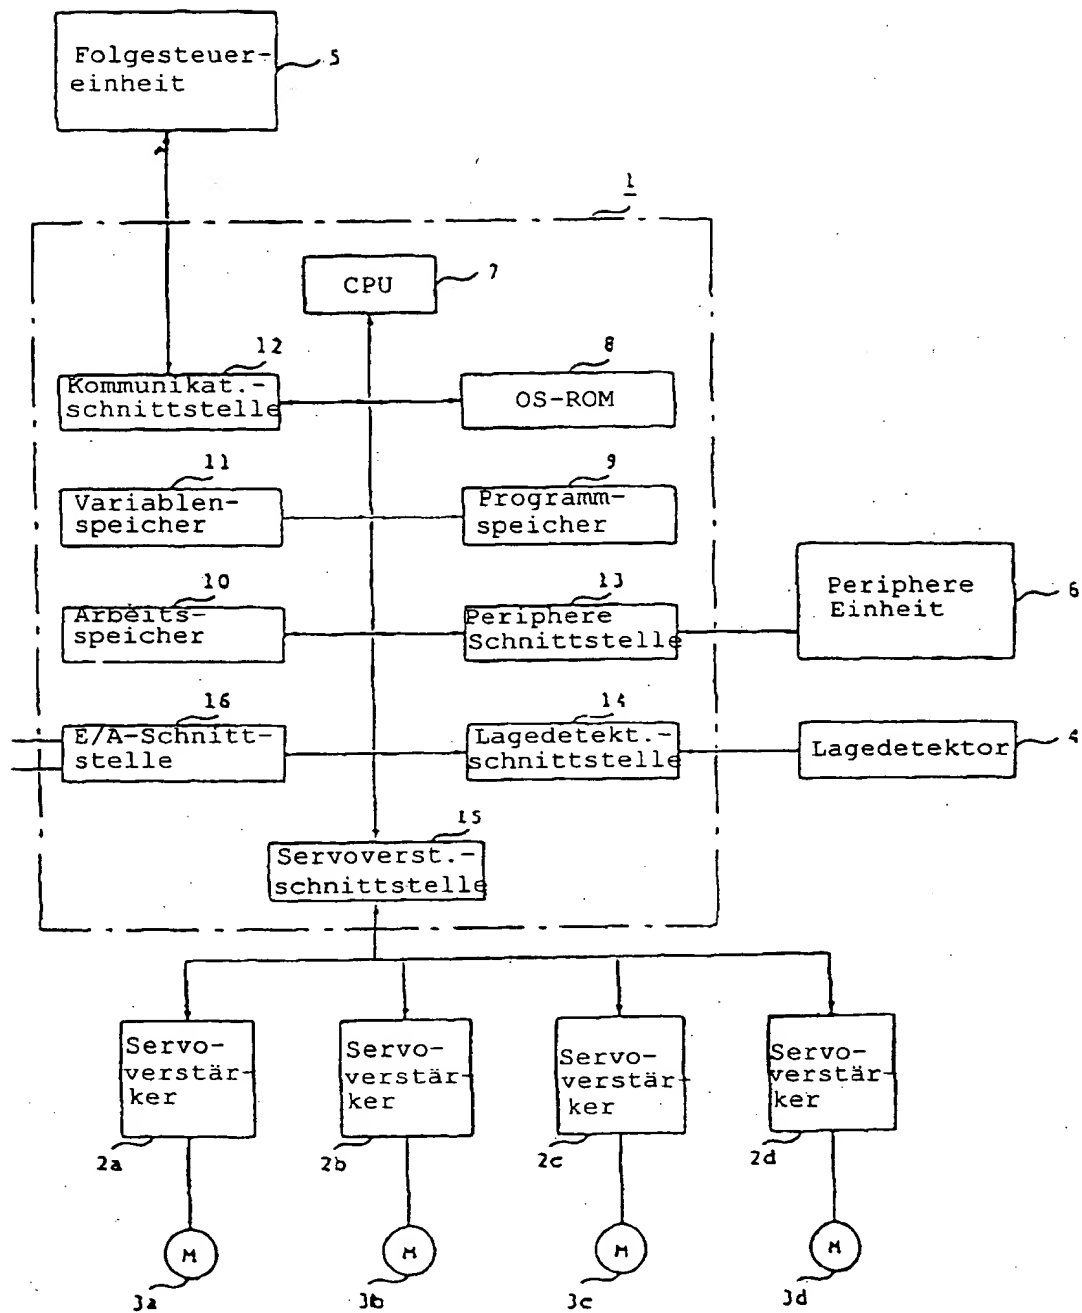 Folgesteuer-
einheit
5
1
CPU
7
12
Kommunikat.-
schnittstelle
8
OS-ROM
11
Variablen-
speicher
9
Programm-
speicher
10
Arbeits-
speicher
13
Periphere
Schnittstelle
Periphere
Einheit
6
16
E/A-Schnitt-
stelle
14
Lagedetekt.-
schnittstelle
Lagedetektor
4
15
Servoverst.-
schnittstelle
Servo-
verstär-
ker
2a
Servo-
verstär-
ker
2b
Servo-
verstär-
ker
2c
Servo-
verstär-
ker
2d
M
3a
M
3b
M
3c
M
3d